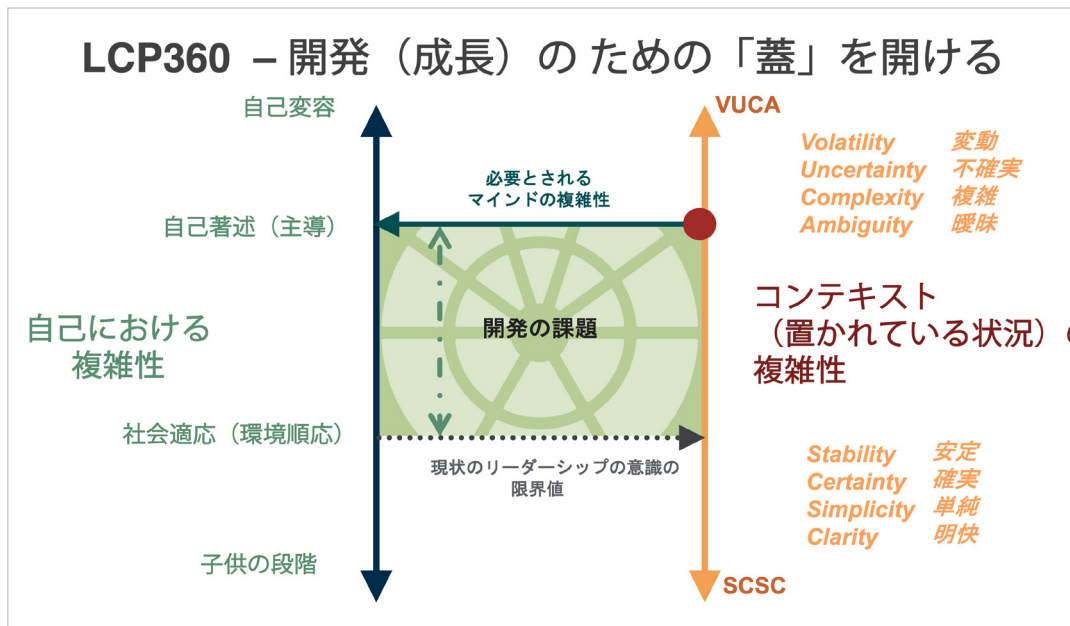 LCP360 – 開発（成長）の ための「蓋」を開ける
自己変容
VUCA
Volatility 変動
Uncertainty 不確実
Complexity 複雑
Ambiguity 曖昧
必要とされる
マインドの複雑性
自己著述（主導）
自己における
複雑性
開発の課題
コンテキスト
（置かれている状況）の
複雑性
社会適応（環境順応）
現状のリーダーシップの意識の
限界値
Stability 安定
Certainty 確実
Simplicity 単純
Clarity 明快
子供の段階
SCSC